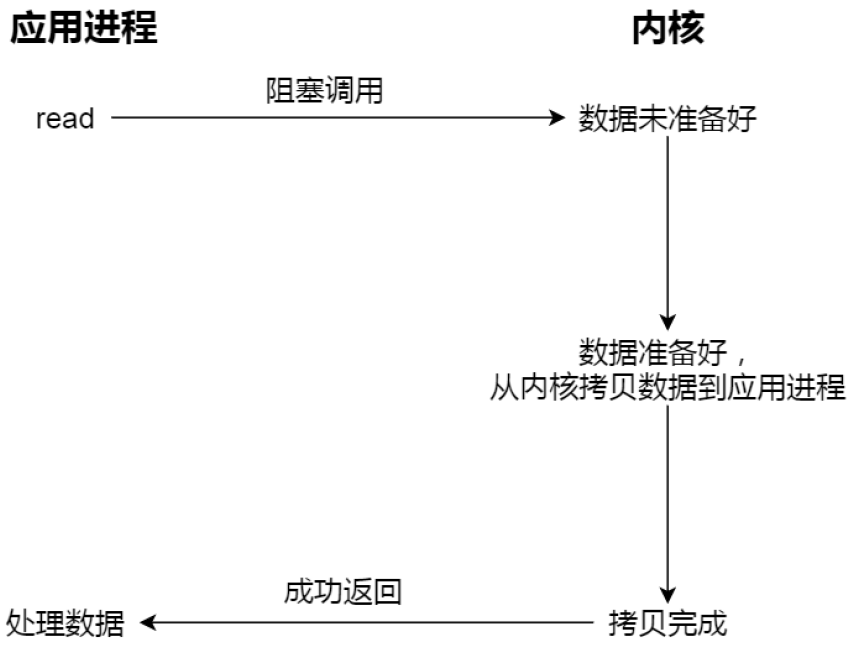 应用进程
内核
阻塞调用
read
数据未准备好
数据准备好，
从内核拷贝数据到应用进程
成功返回
处理数据
拷贝完成